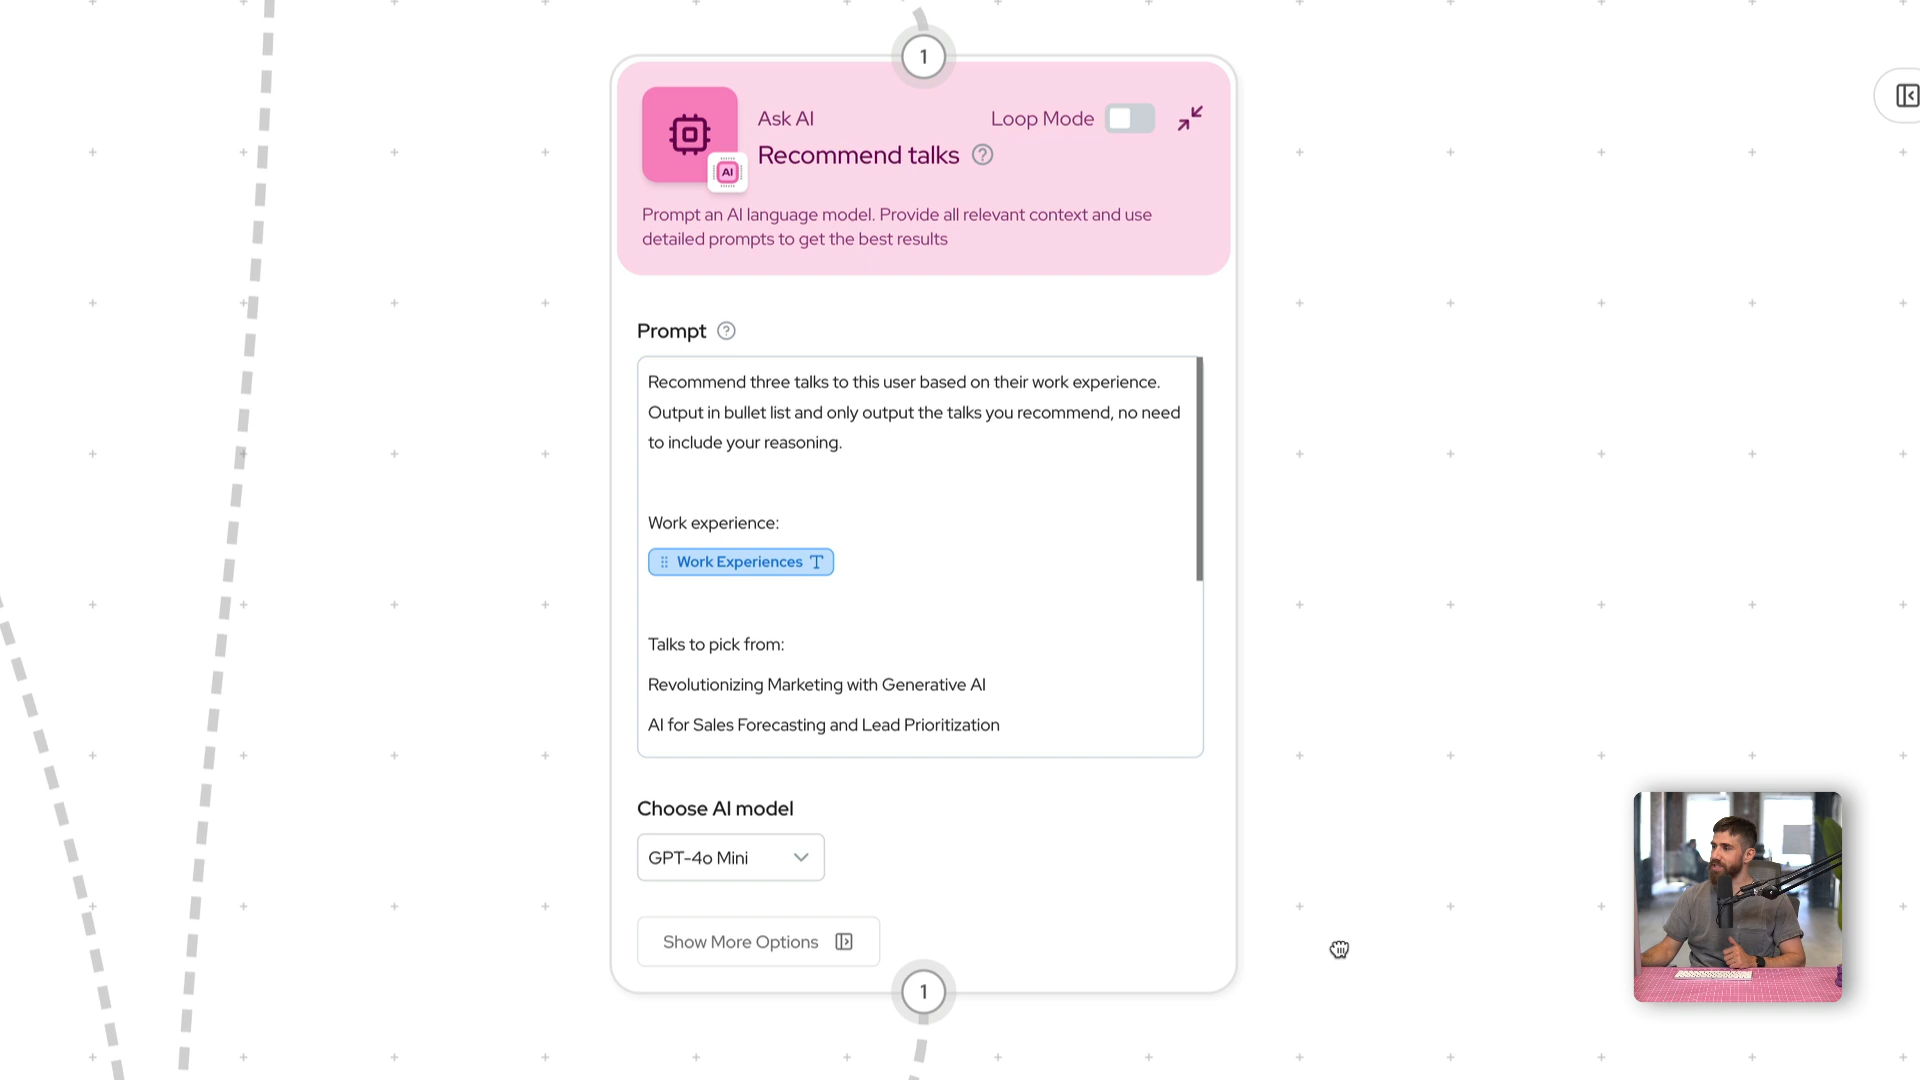 1
Ask AI
Loop Mode
AI
Recommend talks ?
Prompt an AI language model. Provide all relevant context and use
detailed prompts to get the best results
Prompt ?
Recommend three talks to this user based on their work experience.
Output in bullet list and only output the talks you recommend, no need
to include your reasoning.
Work experience:
Work Experiences T
Talks to pick from:
Revolutionizing Marketing with Generative AI
AI for Sales Forecasting and Lead Prioritization
Choose AI model
GPT-4o Mini
Show More Options
1